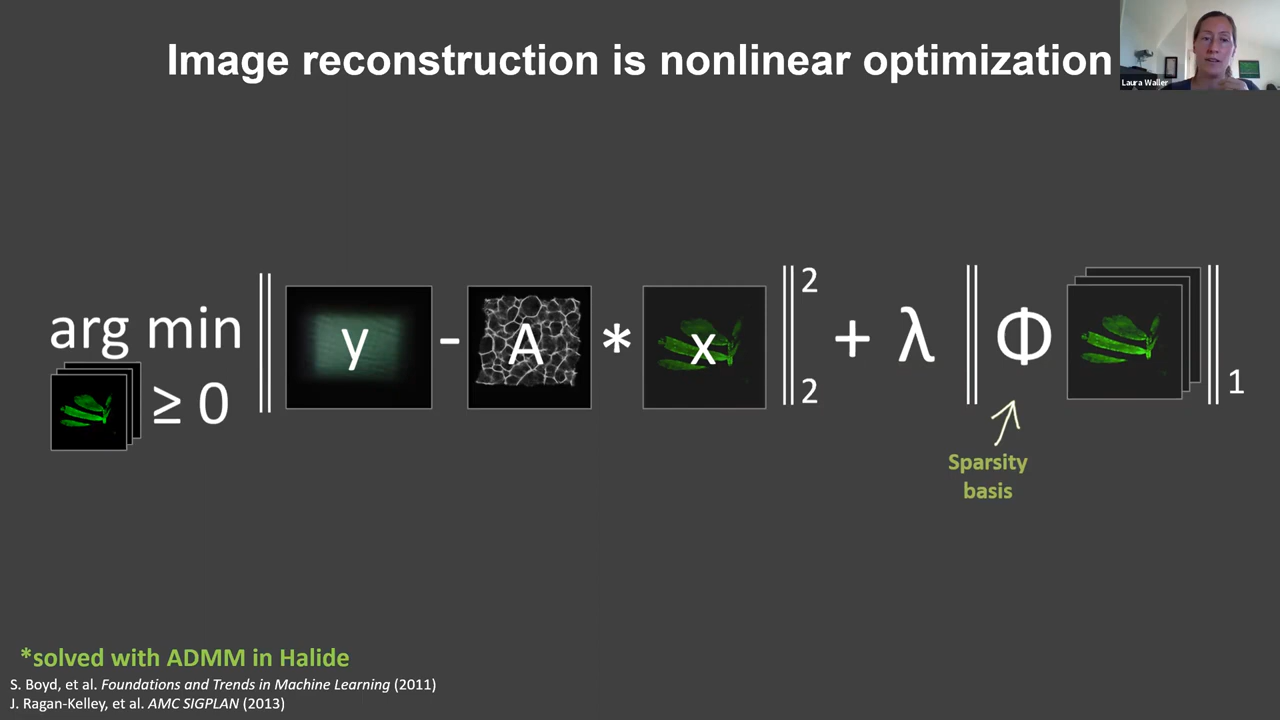 Image reconstruction is nonlinear optimization
Laura Waller
arg min ‖ y - A * x ‖ 2 2 + λ ‖ Φ ‖ 1
≥ 0
Sparsity
basis
*solved with ADMM in Halide
S. Boyd, et al. Foundations and Trends in Machine Learning (2011)
J. Ragan-Kelley, et al. AMC SIGPLAN (2013)